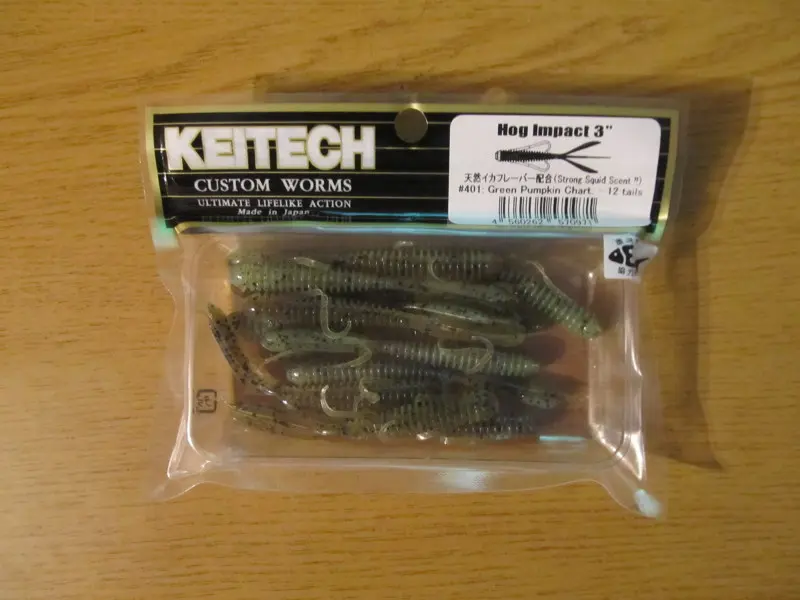 KEITECH
CUSTOM WORMS
ULTIMATE LIFELIKE ACTION
Made in Japan
Hog Impact 3"
天然イカフレーバー配合(Strong Squid Scent !!)
#401: Green Pumpkin Chart. 12 tails